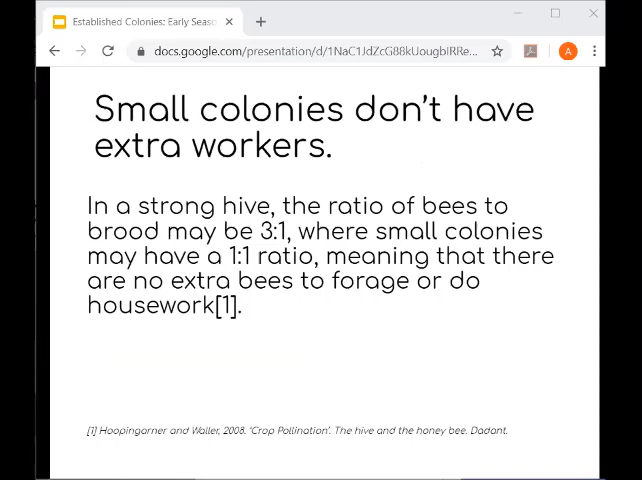 Established Colonies: Early Seaso
docs.google.com/presentation/d/1NaC1JdZcG88kUougbIRRe...
A
Small colonies don't have
extra workers.
In a strong hive, the ratio of bees to
brood may be 3:1, where small colonies
may have a 1:1 ratio, meaning that there
are no extra bees to forage or do
housework[1].
[1] Hoopingarner and Waller, 2008. "Crop Pollination". The hive and the honey bee. Dadant.